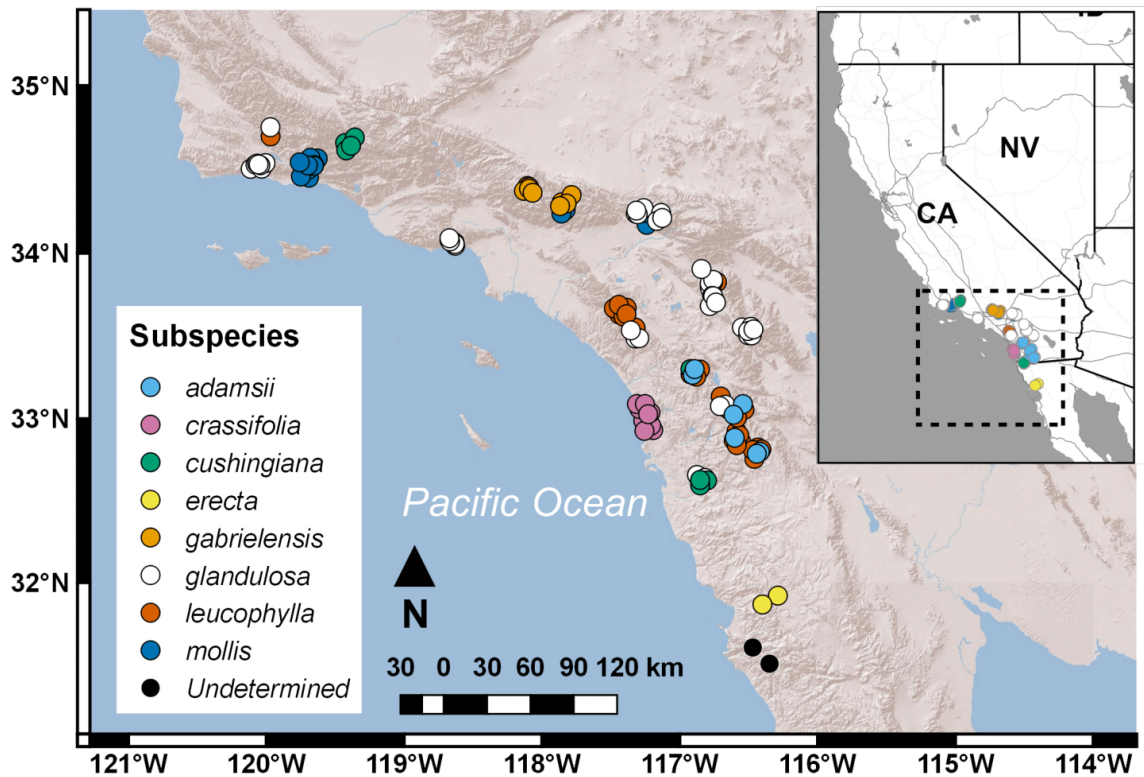 35°N
34°N
33°N
32°N
Subspecies
adamsii
crassifolia
cushingiana
erecta
gabrielensis
glandulosa
leucophylla
mollis
Undetermined
Pacific Ocean
N
30 0 30 60 90 120 km
CA
NV
121°W 120°W 119°W 118°W 117°W 116°W 115°W 114°W